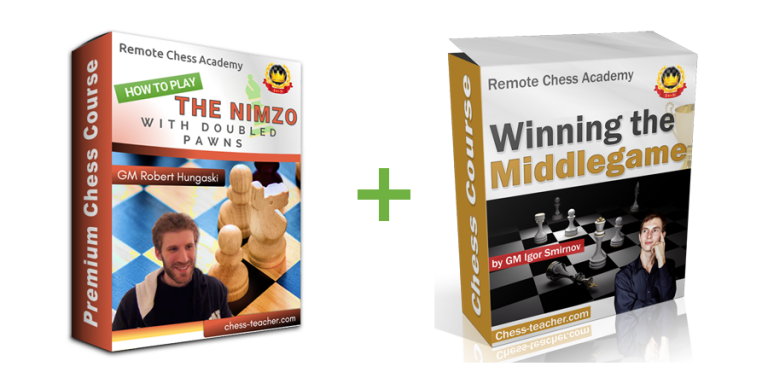 Premium Chess Course
Remote Chess Academy
HOW TO PLAY
THE NIMZO
WITH DOUBLED
PAWNS
GM Robert Hungaski
chess-teacher.com
+
Chess Course
Remote Chess Academy
Winning the
Middlegame
by GM Igor Smirnov
Chess-teacher.com